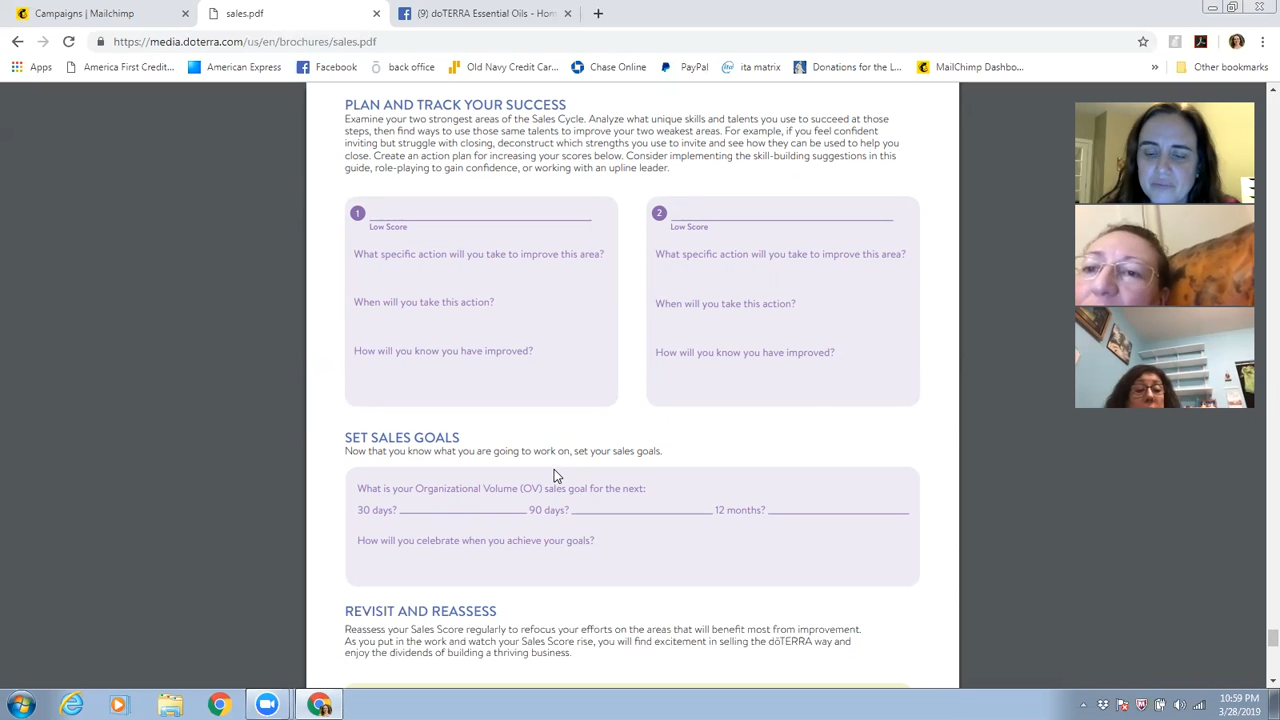 Campaigns | Mailchimp
sales.pdf
(9) doTERRA Essential Oils - Hom
https://media.doterra.com/us/en/brochures/sales.pdf
Apps
America First Credit...
American Express
Facebook
back office
Old Navy Credit Car...
Chase Online
PayPal
ita matrix
Donations for the L...
MailChimp Dashbo...
»
Other bookmarks
PLAN AND TRACK YOUR SUCCESS
Examine your two strongest areas of the Sales Cycle. Analyze what unique skills and talents you use to succeed at those
steps, then find ways to use those same talents to improve your two weakest areas. For example, if you feel confident
inviting but struggle with closing, deconstruct which strengths you use to invite and see how they can be used to help you
close. Create an action plan for increasing your scores below. Consider implementing the skill-building suggestions in this
guide, role-playing to gain confidence, or working with an upline leader.
1
Low Score
What specific action will you take to improve this area?
When will you take this action?
How will you know you have improved?
2
Low Score
What specific action will you take to improve this area?
When will you take this action?
How will you know you have improved?
SET SALES GOALS
Now that you know what you are going to work on, set your sales goals.
What is your Organizational Volume (OV) sales goal for the next:
30 days? 90 days? 12 months?
How will you celebrate when you achieve your goals?
REVISIT AND REASSESS
Reassess your Sales Score regularly to refocus your efforts on the areas that will benefit most from improvement.
As you put in the work and watch your Sales Score rise, you will find excitement in selling the dōTERRA way and
enjoy the dividends of building a thriving business.
10:59 PM
3/28/2019